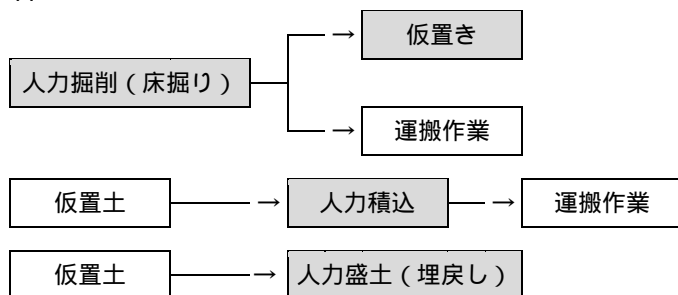 → 仮置き
人力掘削(床掘り)
→ 運搬作業
仮置土 → 人力積込 → 運搬作業
仮置土 → 人力盛土(埋戻し)